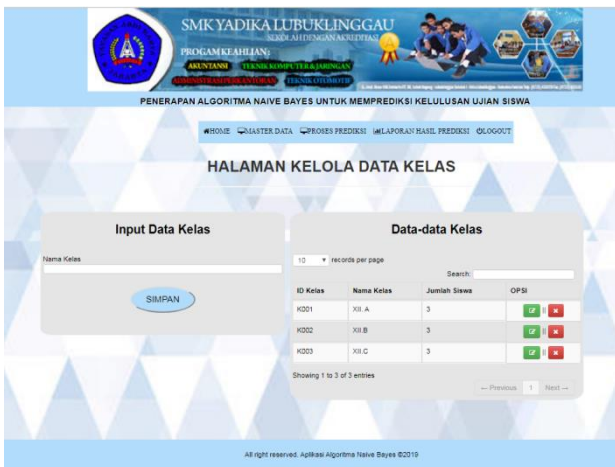 SMK YADIKA LUBUKLINGGAU
SEKOLAH DENGAN AKREDITASI
PROGAM KEAHLIAN:
AKUNTANSI TEKNIK KOMPUTER & JARINGAN
ADMINISTRASI PERKANTORAN TEKNIK OTOMOTIF
PENERAPAN ALGORITMA NAIVE BAYES UNTUK MEMPREDIKSI KELULUSAN UJIAN SISWA
HOME MASTER DATA PROSES PREDIKSI LAPORAN HASIL PREDIKSI LOGOUT
HALAMAN KELOLA DATA KELAS
Input Data Kelas
Nama Kelas
SIMPAN
Data-data Kelas
10 records per page
Search:
ID Kelas Nama Kelas Jumlah Siswa OPSI
K001 XII.A 3 ||
K002 XII.B 3 ||
K003 XII.C 3 ||
Showing 1 to 3 of 3 entries
← Previous 1 Next →
All right reserved. Aplikasi Algoritma Naive Bayes ©2019